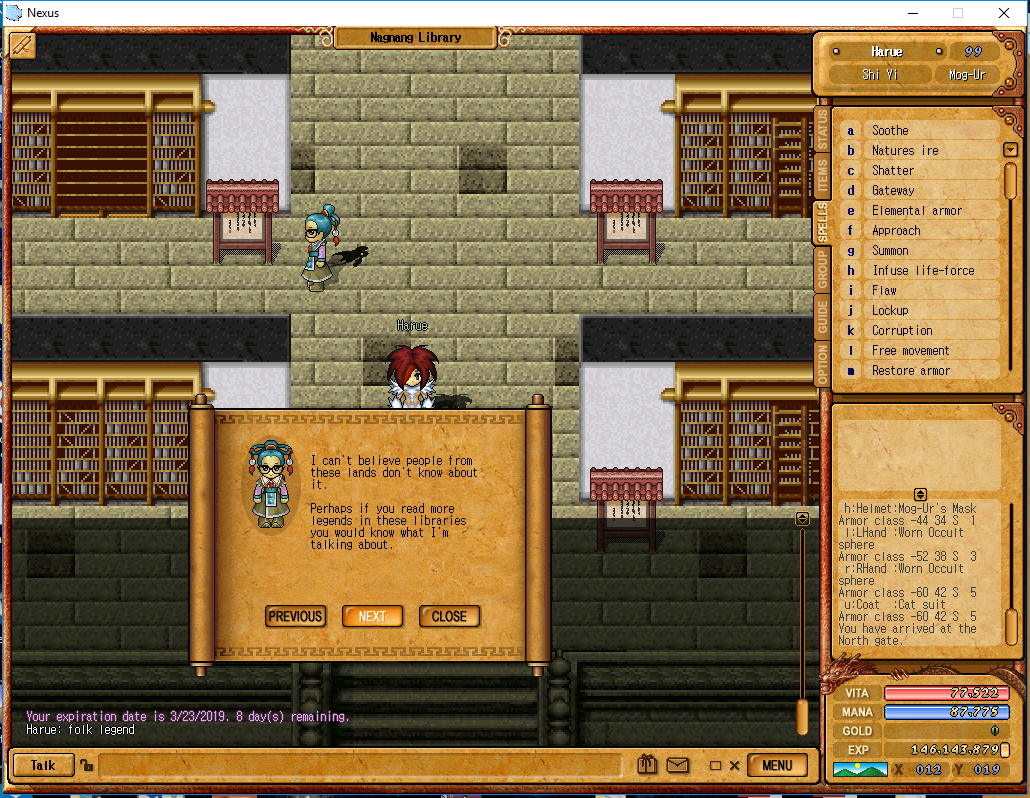 Nexus
Nagnang Library
Harue 99
Shi Yi Mog-Ur
STATUS
ITEMS
SPELLS
GROUP
GUIDE
OPTION
a Soothe
b Natures ire
c Shatter
d Gateway
e Elemental armor
f Approach
g Summon
h Infuse life-force
i Flaw
j Lockup
k Corruption
l Free movement
m Restore armor
Harue
I can't believe people from
these lands don't know about
it.
Perhaps if you read more
legends in these libraries
you would know what I'm
talking about.
PREVIOUS NEXT CLOSE
h:Helmet:Mog-Ur's Mask
Armor class -44 34 S 1
l:LHand :Worn Occult
sphere
Armor class -52 38 S 3
r:RHand :Worn Occult
sphere
Armor class -60 42 S 5
u:Coat :Cat suit
Armor class -60 42 S 5
You have arrived at the
North gate.
Your expiration date is 3/23/2019. 8 day(s) remaining.
Harue: folk legend
VITA 77,522
MANA 87,775
GOLD 0
EXP 146,143,879
X 012 Y 019
Talk
MENU